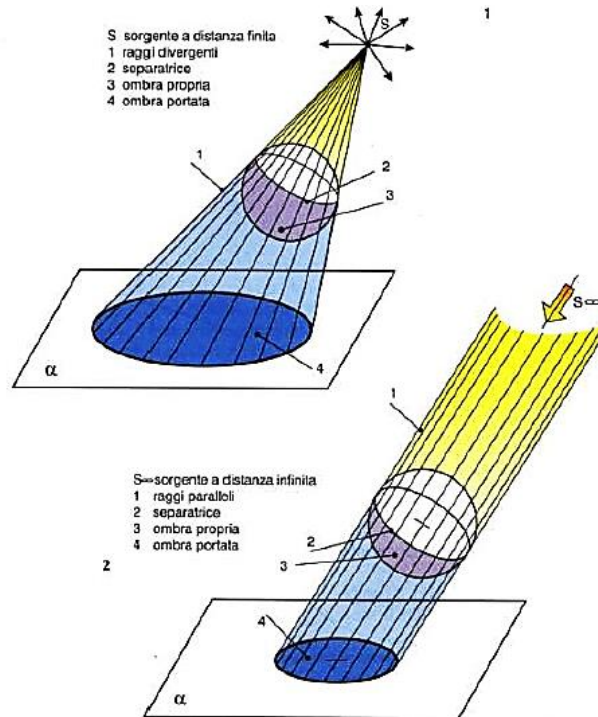 1
S sorgente a distanza finita
1 raggi divergenti
2 separatrice
3 ombra propria
4 ombra portata
S
1
2
3
4
α
S∞
1
S∞ sorgente a distanza infinita
1 raggi paralleli
2 separatrice
3 ombra propria
4 ombra portata
2
2
3
4
α